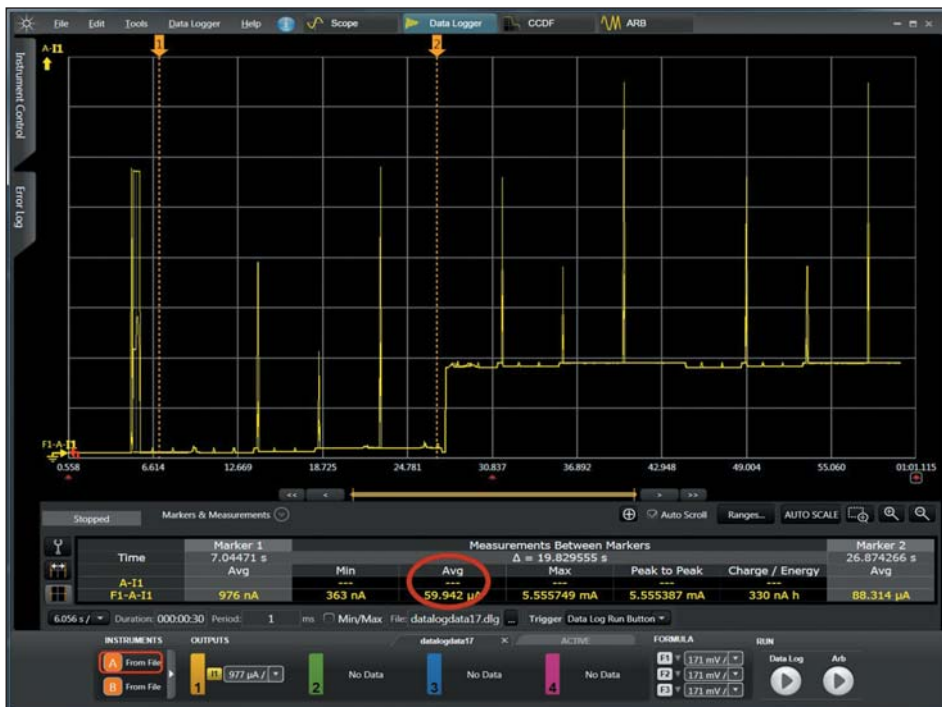 File Edit Tools Data Logger Help Scope Data Logger CCDF ARB
Instrument Control
Error Log
A-I1
1 2
F1-A-I1
0.558 6.614 12.669 18.725 24.781 30.837 36.892 42.948 49.004 55.060 01:01.115
<< < > >>
Stopped Markers & Measurements Auto Scroll Ranges... AUTO SCALE
Marker 1 Measurements Between Markers Marker 2
Time 7.04471 s Δ = 19.829555 s 26.874266 s
Avg Min Avg Max Peak to Peak Charge / Energy Avg
A-I1 --- --- --- --- ---
F1-A-I1 976 nA 363 nA 59.942 µA 5.555749 mA 5.555387 mA 330 nA h 88.314 µA
6.056 s / Duration: 000:00:30 Period: 1 ms Min/Max File: datalogdata17.dlg ... Trigger Data Log Run Button
INSTRUMENTS OUTPUTS datalogdata17 X ACTIVE FORMULA RUN
A From File
B From File
1 I1 977 µA / 2 No Data 3 No Data 4 No Data
F1 171 mV /
F2 171 mV /
F3 171 mV /
Data Log Arb